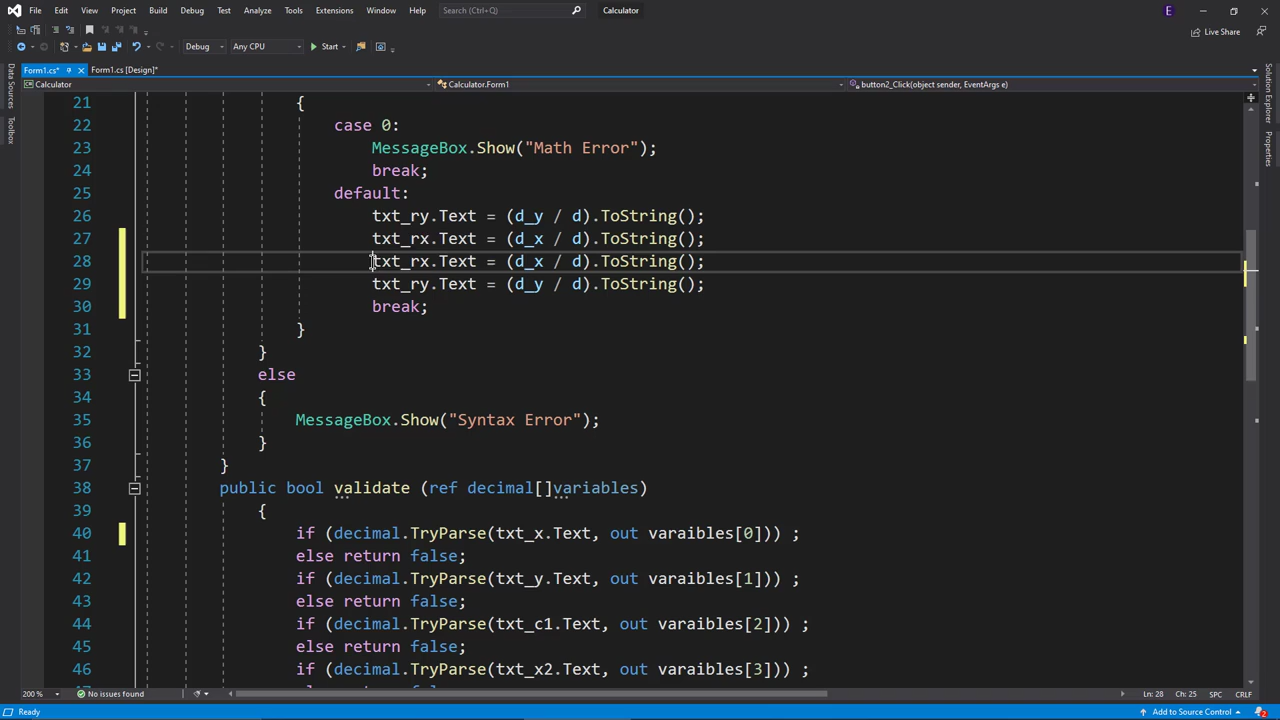 File Edit View Project Build Debug Test Analyze Tools Extensions Window Help Search (Ctrl+Q) Calculator E
Live Share
Debug Any CPU Start
Form1.cs* Form1.cs [Design]*
Calculator Calculator.Form1 button2_Click(object sender, EventArgs e)
Data Sources
Toolbox
Solution Explorer
Properties
21 {
22 case 0:
23 MessageBox.Show("Math Error");
24 break;
25 default:
26 txt_ry.Text = (d_y / d).ToString();
27 txt_rx.Text = (d_x / d).ToString();
28 txt_rx.Text = (d_x / d).ToString();
29 txt_ry.Text = (d_y / d).ToString();
30 break;
31 }
32 }
33 else
34 {
35 MessageBox.Show("Syntax Error");
36 }
37 }
38 public bool validate (ref decimal[]variables)
39 {
40 if (decimal.TryParse(txt_x.Text, out varaibles[0])) ;
41 else return false;
42 if (decimal.TryParse(txt_y.Text, out varaibles[1])) ;
43 else return false;
44 if (decimal.TryParse(txt_c1.Text, out varaibles[2])) ;
45 else return false;
46 if (decimal.TryParse(txt_x2.Text, out varaibles[3])) ;
200 % No issues found Ln: 28 Ch: 25 SPC CRLF
Ready Add to Source Control 2